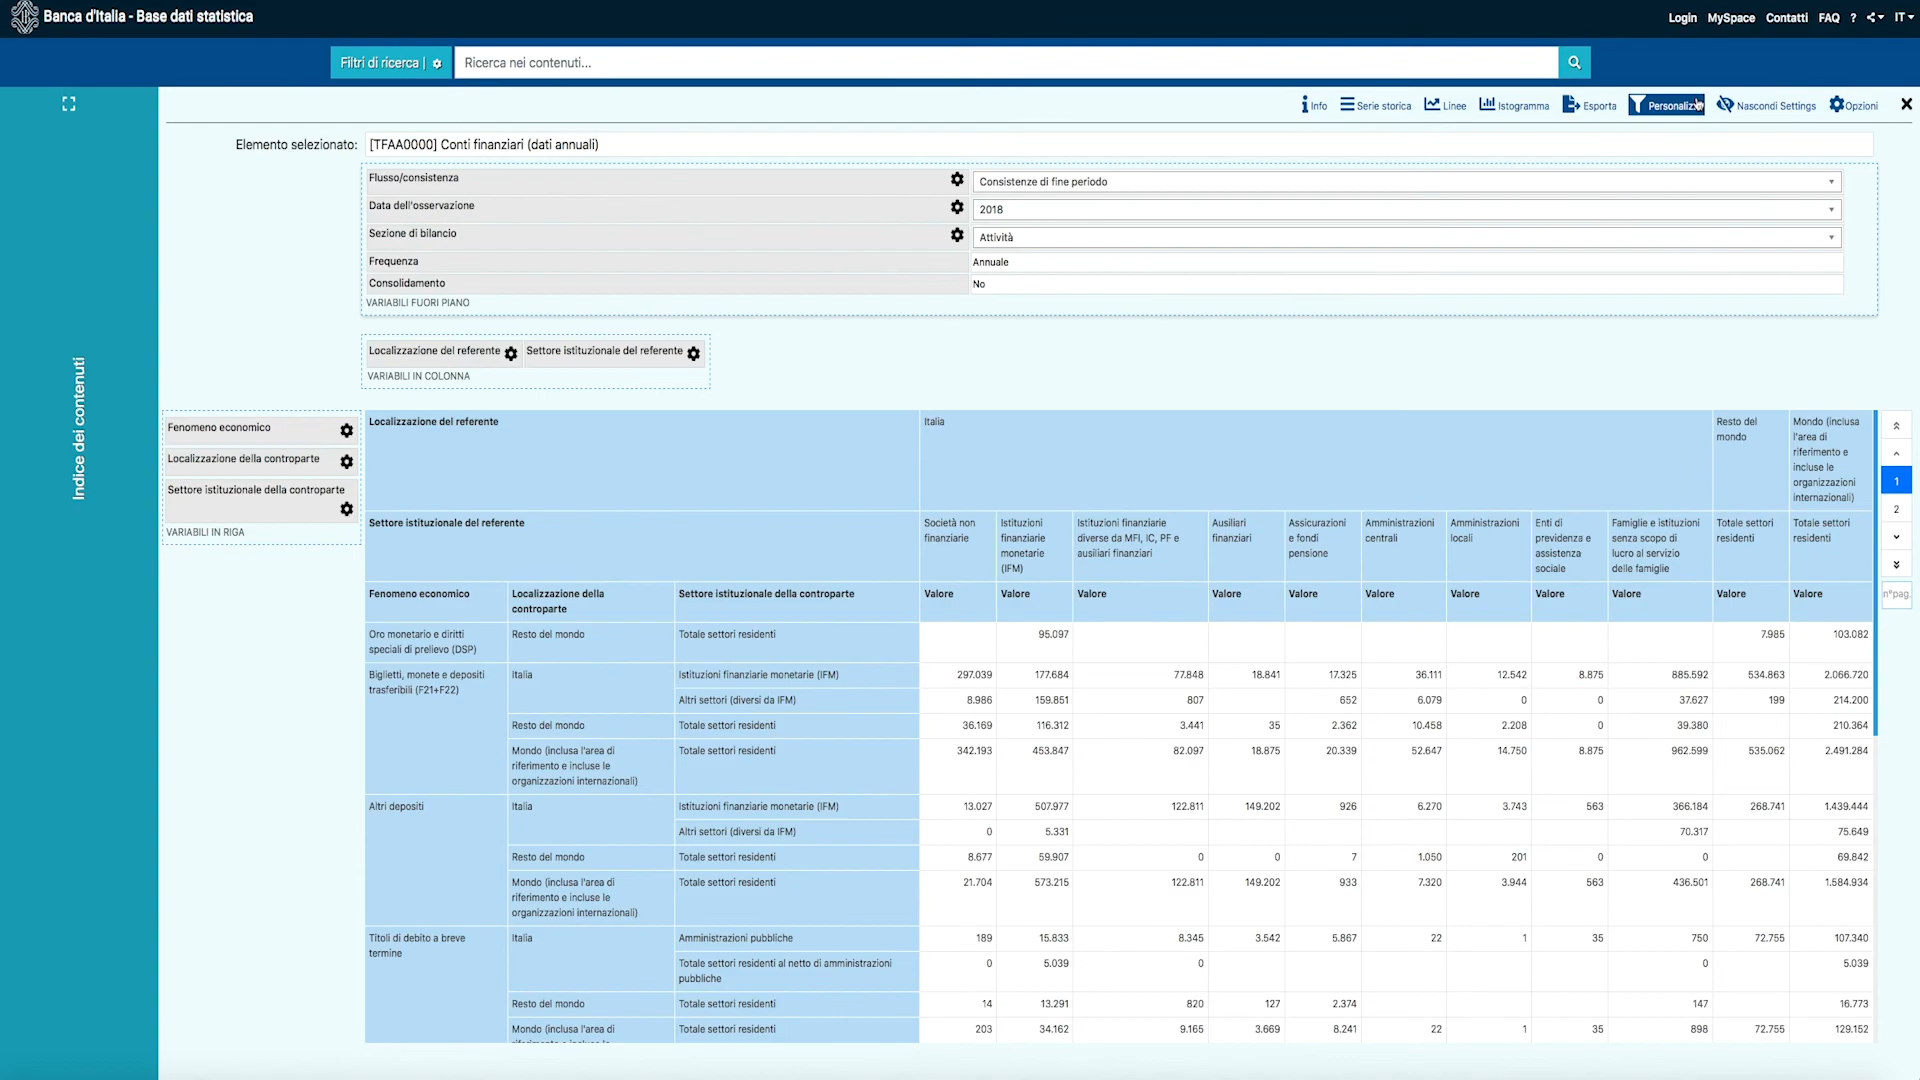 Banca d'Italia - Base dati statistica
Login MySpace Contatti FAQ ? IT
Filtri di ricerca | Ricerca nei contenuti...
Info Serie storica Linee Istogramma Esporta Personalizza Nascondi Settings Opzioni
Elemento selezionato: [TFAA0000] Conti finanziari (dati annuali)
Flusso/consistenza Consistenze di fine periodo
Data dell'osservazione 2018
Sezione di bilancio Attività
Frequenza Annuale
Consolidamento No
VARIABILI FUORI PIANO
Localizzazione del referente Settore istituzionale del referente
VARIABILI IN COLONNA
Indice dei contenuti
Fenomeno economico
Localizzazione della controparte
Settore istituzionale della controparte
VARIABILI IN RIGA
Localizzazione del referente
Italia
Resto del
mondo
Mondo (inclusa
l'area di
riferimento e
incluse le
organizzazioni
internazionali)
Settore istituzionale del referente
Società non
finanziarie
Istituzioni
finanziarie
monetarie
(IFM)
Istituzioni finanziarie
diverse da MFI, IC, PF e
ausiliari finanziari
Ausiliari
finanziari
Assicurazioni
e fondi
pensione
Amministrazioni
centrali
Amministrazioni
locali
Enti di
previdenza e
assistenza
sociale
Famiglie e istituzioni
senza scopo di
lucro al servizio
delle famiglie
Totale settori
residenti
Totale settori
residenti
Fenomeno economico
Localizzazione della
controparte
Settore istituzionale della controparte
Valore Valore Valore Valore Valore Valore Valore Valore Valore Valore Valore
Oro monetario e diritti
speciali di prelievo (DSP)
Resto del mondo Totale settori residenti 95.097 7.985 103.082
Biglietti, monete e depositi
trasferibili (F21+F22)
Italia Istituzioni finanziarie monetarie (IFM) 297.039 177.684 77.848 18.841 17.325 36.111 12.542 8.875 885.592 534.863 2.066.720
Altri settori (diversi da IFM) 8.986 159.851 807 652 6.079 0 0 37.627 199 214.200
Resto del mondo Totale settori residenti 36.169 116.312 3.441 35 2.362 10.458 2.208 0 39.380 210.364
Mondo (inclusa l'area di
riferimento e incluse le
organizzazioni internazionali)
Totale settori residenti 342.193 453.847 82.097 18.875 20.339 52.647 14.750 8.875 962.599 535.062 2.491.284
Altri depositi Italia Istituzioni finanziarie monetarie (IFM) 13.027 507.977 122.811 149.202 926 6.270 3.743 563 366.184 268.741 1.439.444
Altri settori (diversi da IFM) 0 5.331 70.317 75.649
Resto del mondo Totale settori residenti 8.677 59.907 0 0 7 1.050 201 0 0 69.842
Mondo (inclusa l'area di
riferimento e incluse le
organizzazioni internazionali)
Totale settori residenti 21.704 573.215 122.811 149.202 933 7.320 3.944 563 436.501 268.741 1.584.934
Titoli di debito a breve
termine
Italia Amministrazioni pubbliche 189 15.833 8.345 3.542 5.867 22 1 35 750 72.755 107.340
Totale settori residenti al netto di amministrazioni
pubbliche
0 5.039 0 0 5.039
Resto del mondo Totale settori residenti 14 13.291 820 127 2.374 147 16.773
Mondo (inclusa l'area di Totale settori residenti 203 34.162 9.165 3.669 8.241 22 1 35 898 72.755 129.152
1
2
n°pag.